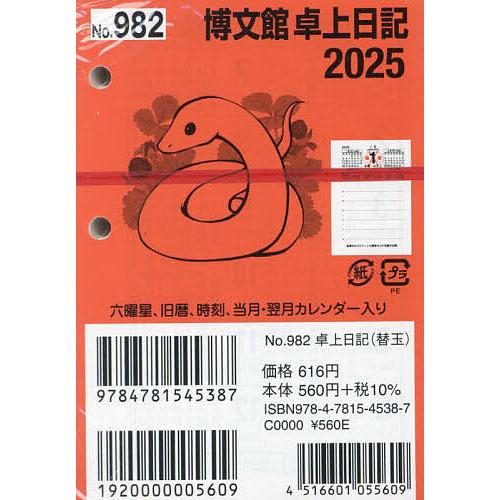 No.982
博文館 卓上日記
2025
1
紙
プラ
PE
六曜星、旧暦、時刻、当月・翌月カレンダー入り
9784781545387
1920000005609
No.982 卓上日記(替玉)
価格 616円
本体 560円+税10%
ISBN978-4-7815-4538-7
C0000 ¥560E
4516601055609